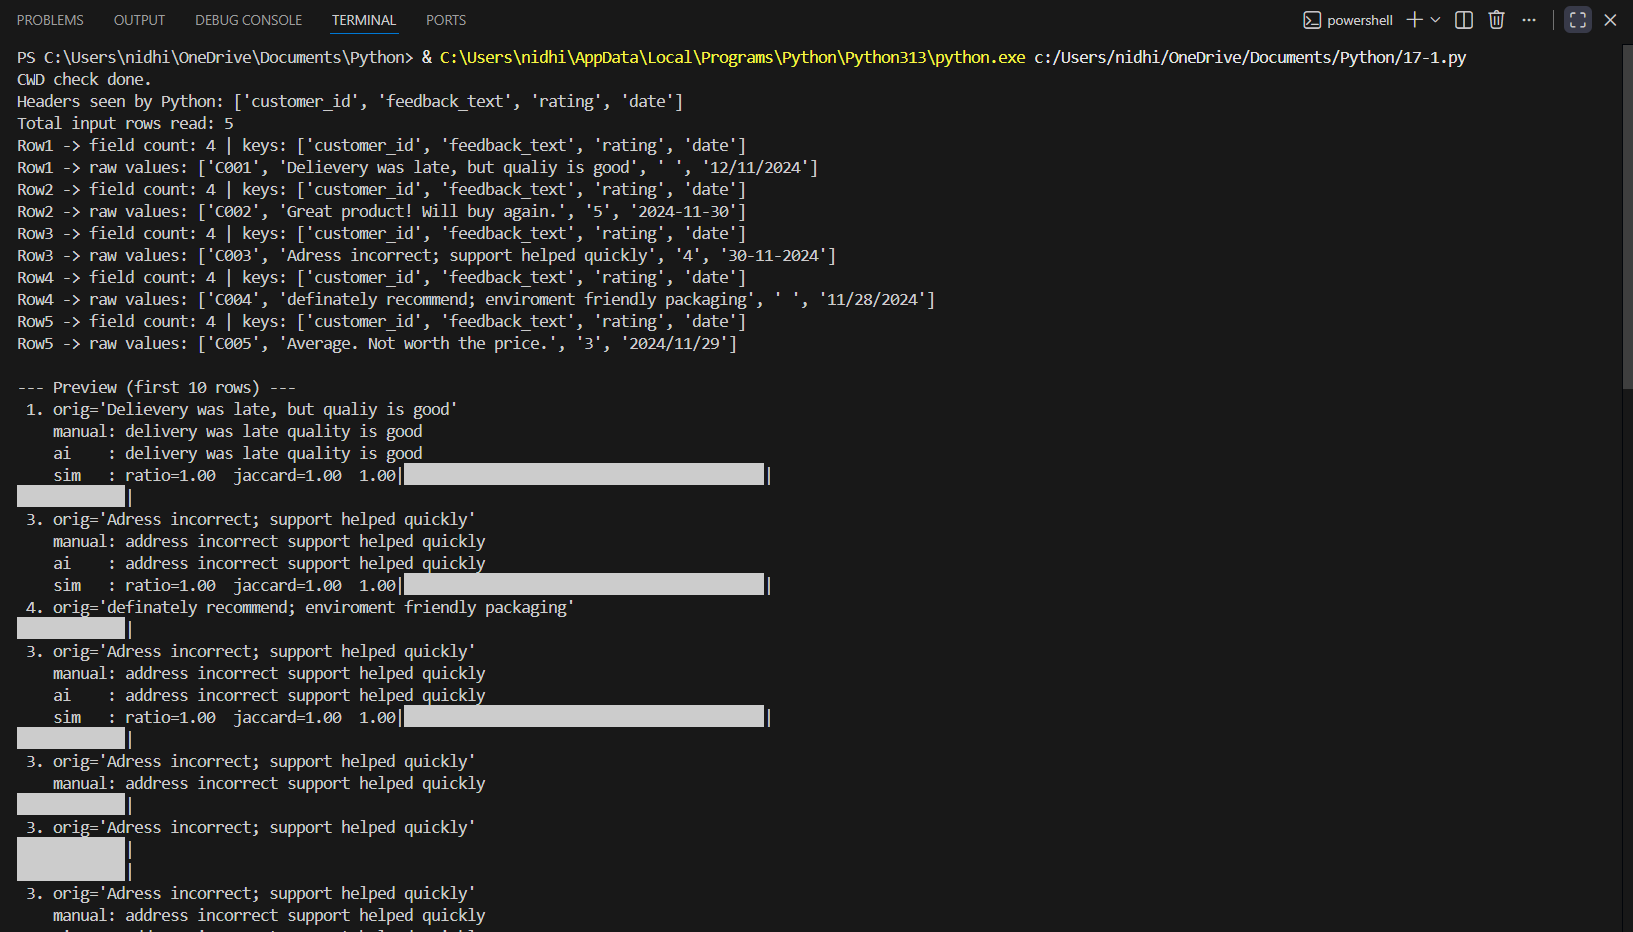 PROBLEMS OUTPUT DEBUG CONSOLE TERMINAL PORTS powershell
PS C:\Users\nidhi\OneDrive\Documents\Python> & C:\Users\nidhi\AppData\Local\Programs\Python\Python313\python.exe c:/Users/nidhi/OneDrive/Documents/Python/17-1.py
CWD check done.
Headers seen by Python: ['customer_id', 'feedback_text', 'rating', 'date']
Total input rows read: 5
Row1 -> field count: 4 | keys: ['customer_id', 'feedback_text', 'rating', 'date']
Row1 -> raw values: ['C001', 'Delievery was late, but qualiy is good', ' ', '12/11/2024']
Row2 -> field count: 4 | keys: ['customer_id', 'feedback_text', 'rating', 'date']
Row2 -> raw values: ['C002', 'Great product! Will buy again.', '5', '2024-11-30']
Row3 -> field count: 4 | keys: ['customer_id', 'feedback_text', 'rating', 'date']
Row3 -> raw values: ['C003', 'Adress incorrect; support helped quickly', '4', '30-11-2024']
Row4 -> field count: 4 | keys: ['customer_id', 'feedback_text', 'rating', 'date']
Row4 -> raw values: ['C004', 'definately recommend; enviroment friendly packaging', ' ', '11/28/2024']
Row5 -> field count: 4 | keys: ['customer_id', 'feedback_text', 'rating', 'date']
Row5 -> raw values: ['C005', 'Average. Not worth the price.', '3', '2024/11/29']
--- Preview (first 10 rows) ---
1. orig='Delievery was late, but qualiy is good'
manual: delivery was late quality is good
ai : delivery was late quality is good
sim : ratio=1.00 jaccard=1.00 1.00| |
|
3. orig='Adress incorrect; support helped quickly'
manual: address incorrect support helped quickly
ai : address incorrect support helped quickly
sim : ratio=1.00 jaccard=1.00 1.00| |
4. orig='definately recommend; enviroment friendly packaging'
|
3. orig='Adress incorrect; support helped quickly'
manual: address incorrect support helped quickly
ai : address incorrect support helped quickly
sim : ratio=1.00 jaccard=1.00 1.00| |
|
3. orig='Adress incorrect; support helped quickly'
manual: address incorrect support helped quickly
|
3. orig='Adress incorrect; support helped quickly'
|
|
3. orig='Adress incorrect; support helped quickly'
manual: address incorrect support helped quickly